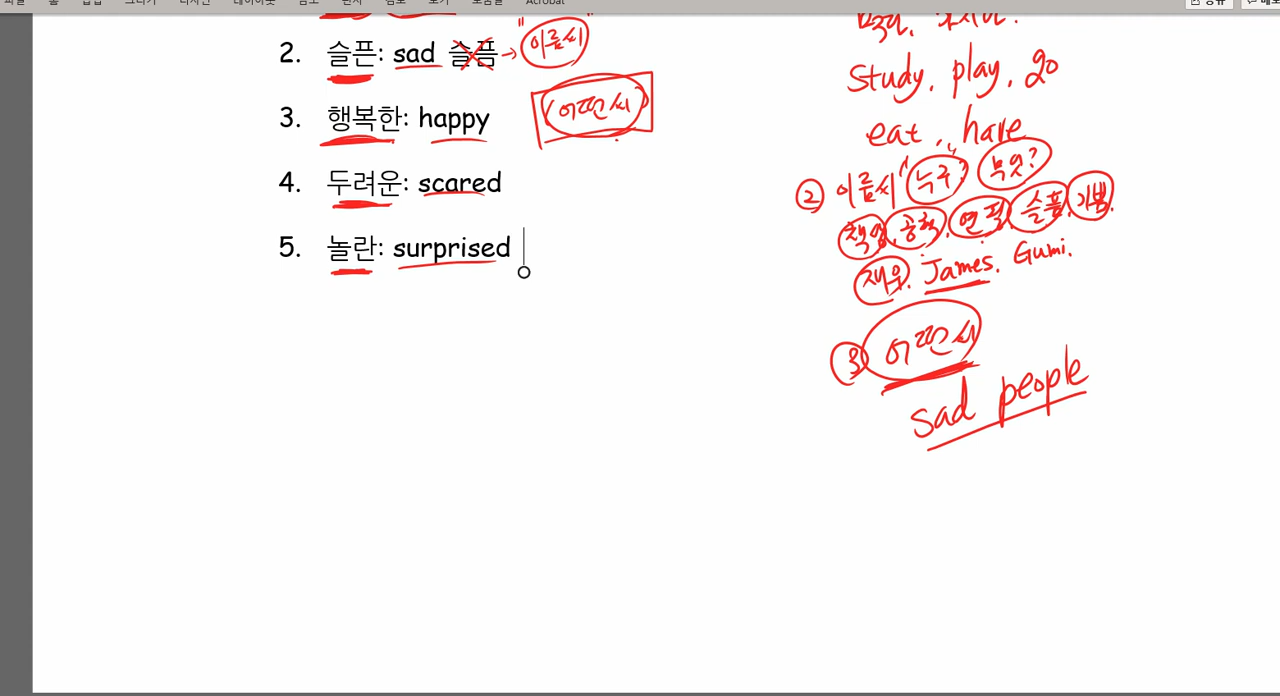 2. 슬픈: sad 슬픔 → "이름씨"
3. 행복한: happy (어떤 씨)
4. 두려운: scared
5. 놀란: surprised
Study, play, go
eat, have
② 이름씨 누구? 무엇?
책상, 공책, 연필, 슬픔, 기쁨.
재윤. James. Gumi.
③ 어떤씨
sad people